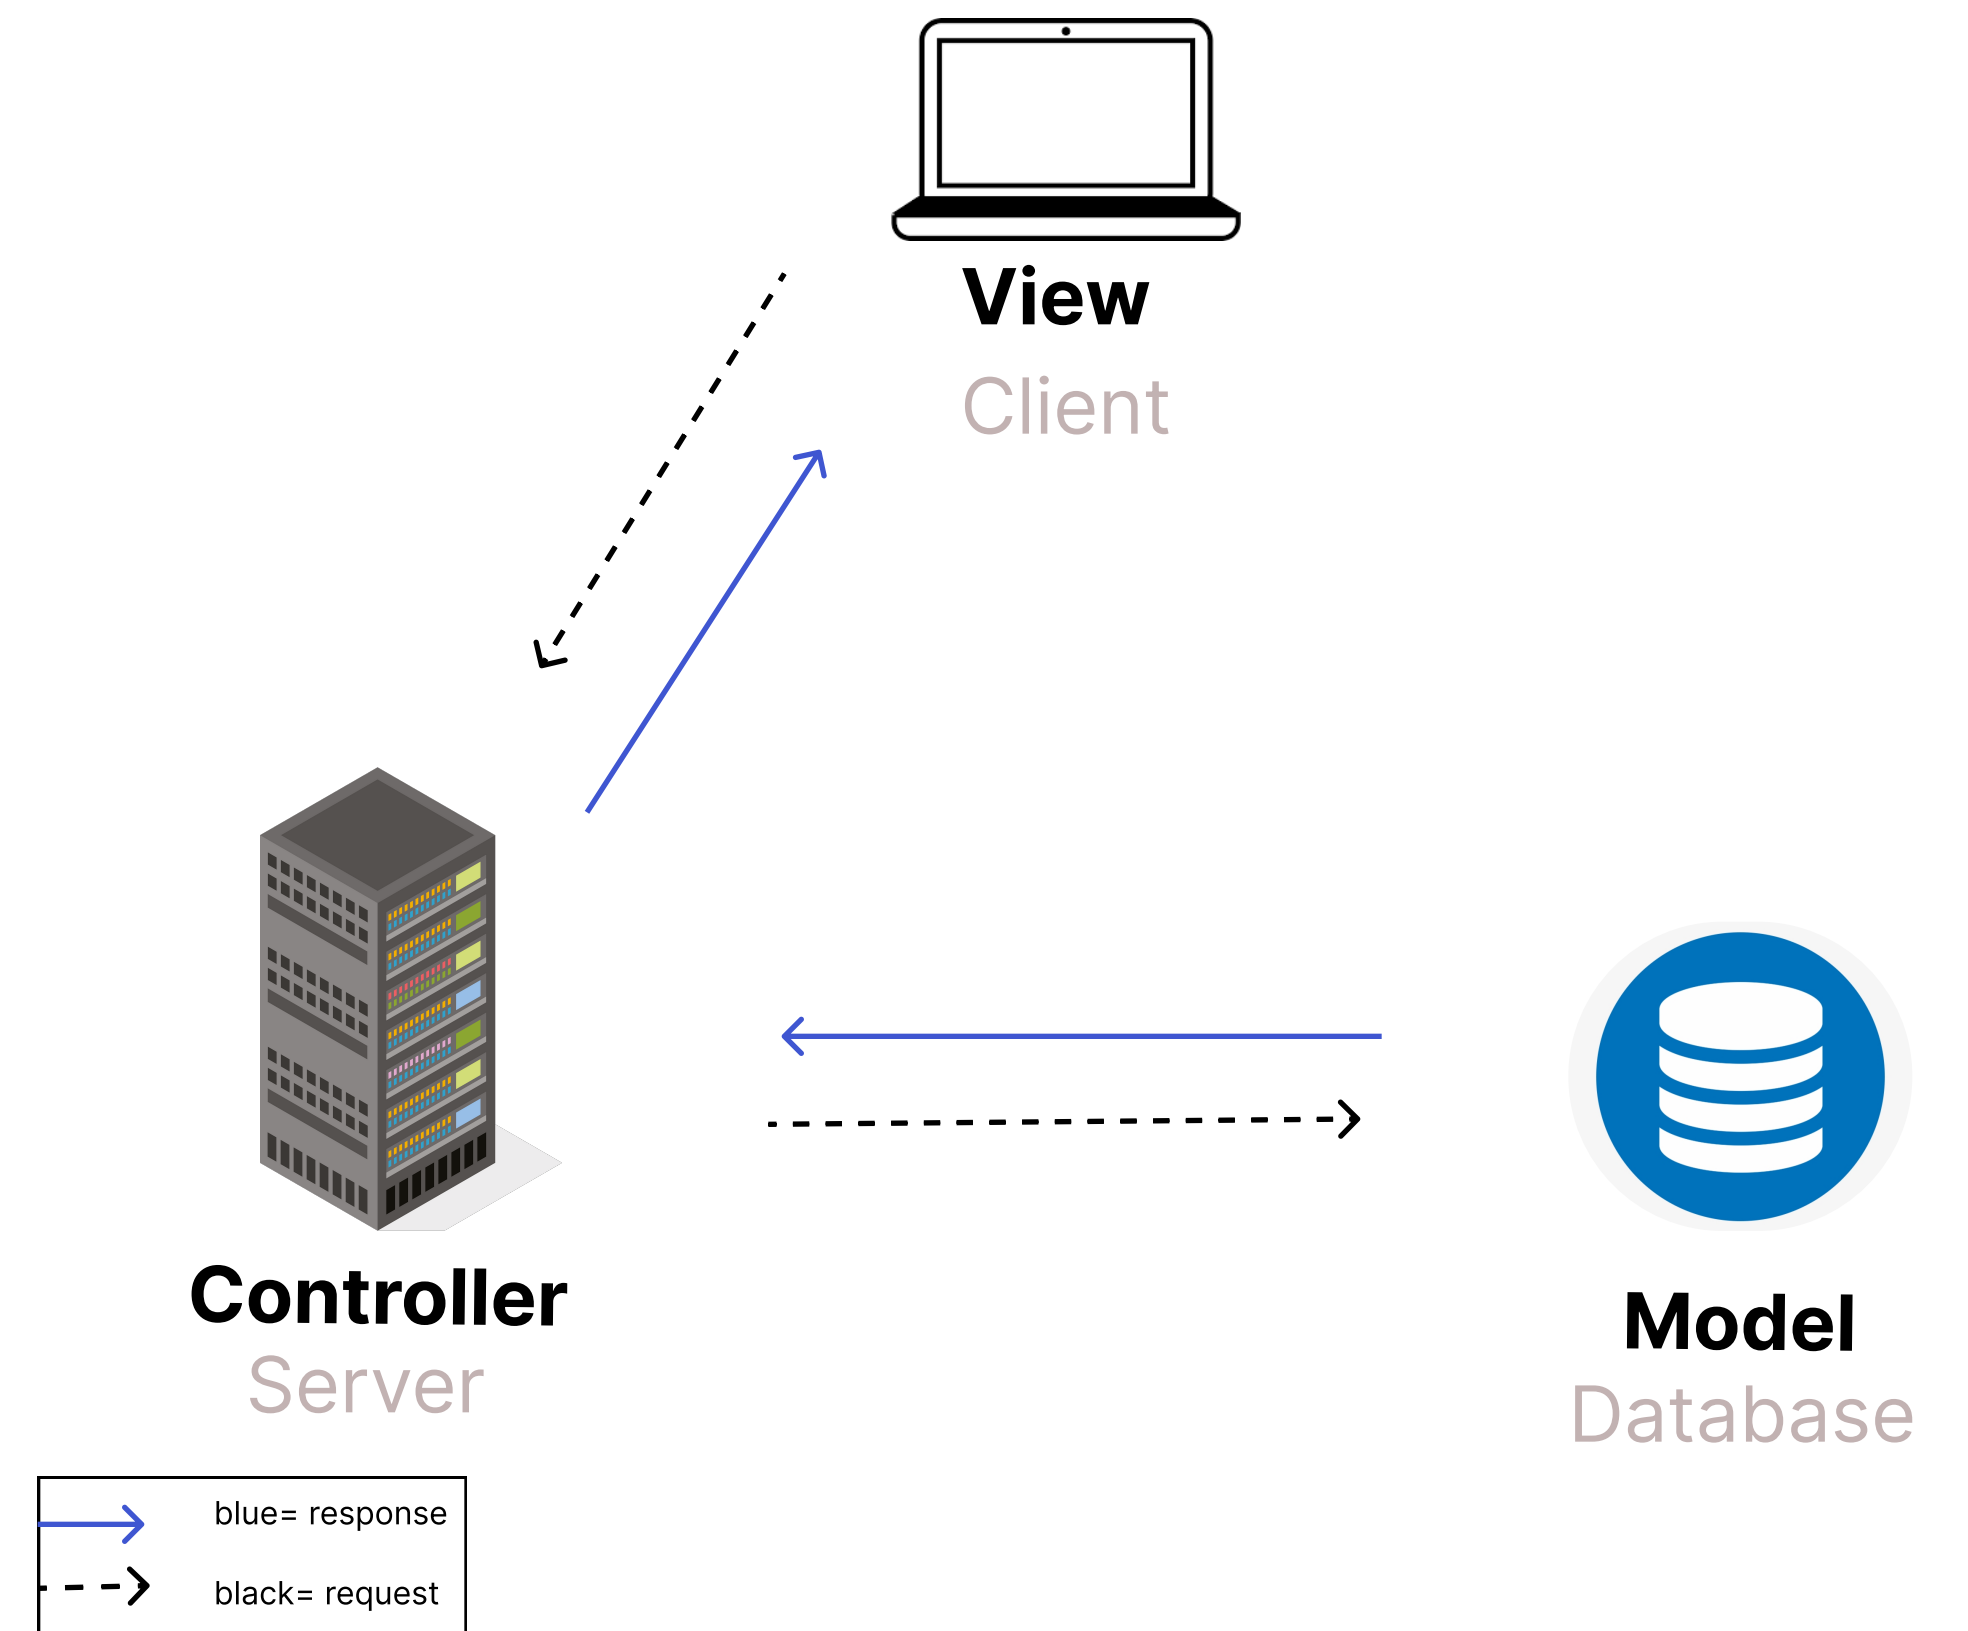 View
Client
Controller
Server
Model
Database
blue= response
black= request